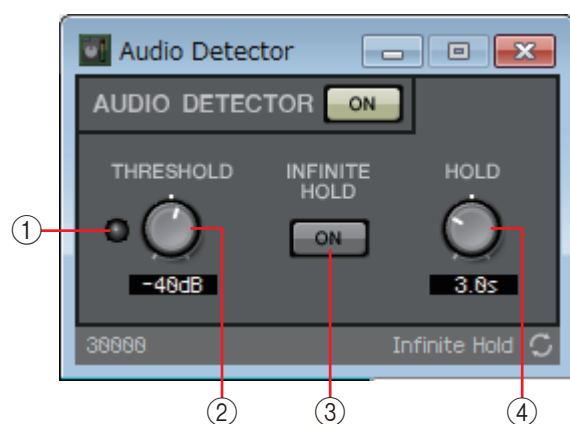 Audio Detector
AUDIO DETECTOR ON
THRESHOLD
INFINITE
HOLD
HOLD
①
ON
-40dB
3.0s
30000
Infinite Hold
② ③ ④